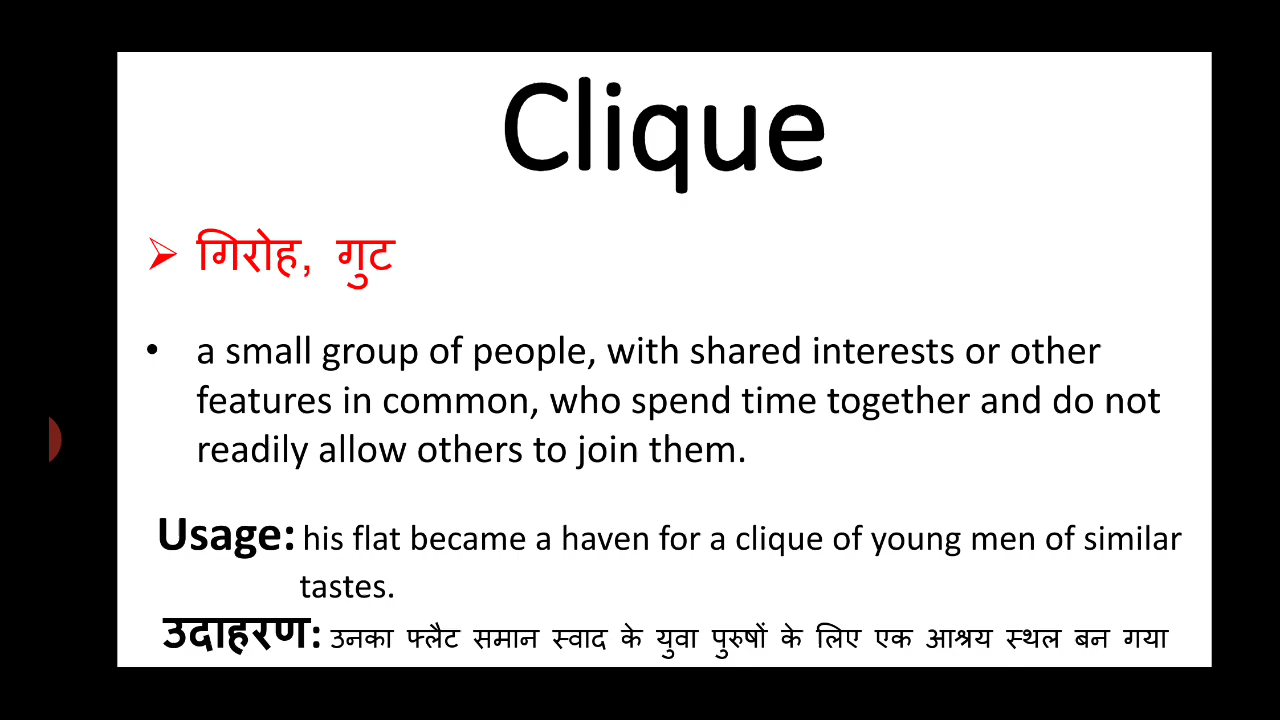 Clique
गिरोह, गुट
a small group of people, with shared interests or other
features in common, who spend time together and do not
readily allow others to join them.
Usage: his flat became a haven for a clique of young men of similar
tastes.
उदाहरण: उनका फ्लैट समान स्वाद के युवा पुरुषों के लिए एक आश्रय स्थल बन गया